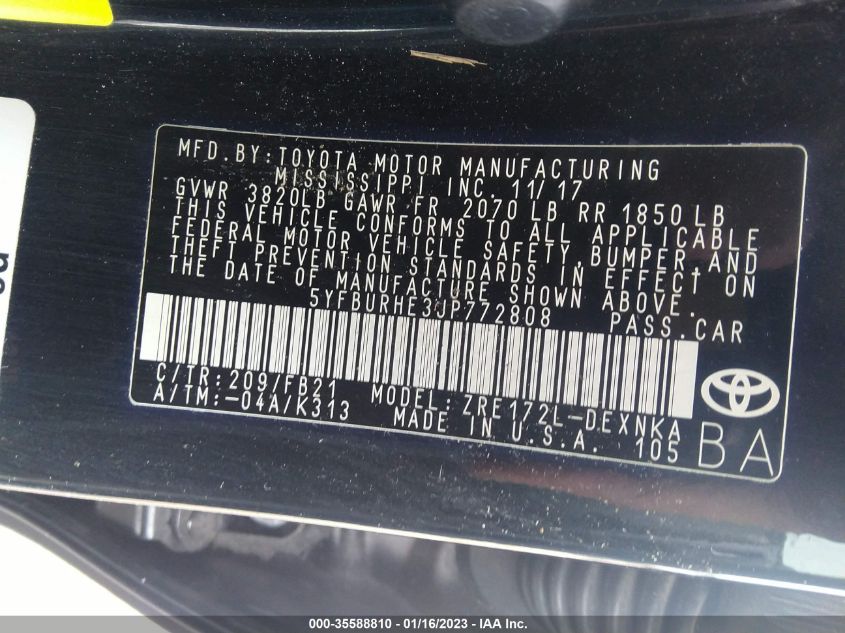 MFD.BY:TOYOTA MOTOR MANUFACTURING
MISSISSIPPI INC. 11/17
GVWR 3820LB GAWR FR 2070 LB RR 1850 LB
THIS VEHICLE CONFORMS TO ALL APPLICABLE
FEDERAL MOTOR VEHICLE SAFETY,BUMPER,AND
THEFT PREVENTION STANDARDS IN EFFECT ON
THE DATE OF MANUFACTURE SHOWN ABOVE.
5YFBURHE3JP772808 PASS.CAR
C/TR:209/FB21 MODEL:ZRE172L-DEXNKA
A/TM:-04A/K313 MADE IN U.S.A. 105
BA
000-35588810 - 01/16/2023 - IAA Inc.